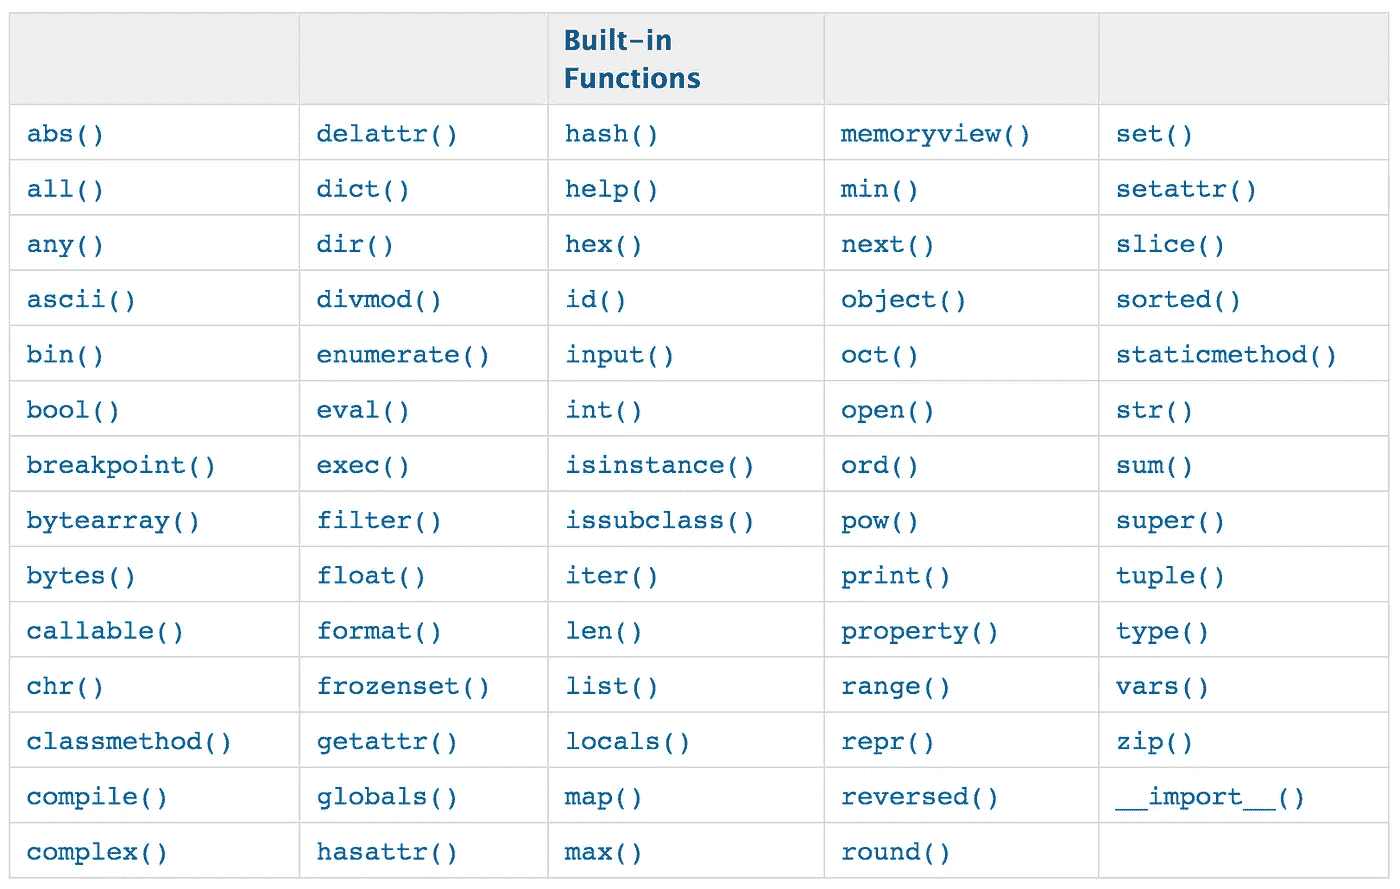 Built-in
Functions
abs() delattr() hash() memoryview() set()
all() dict() help() min() setattr()
any() dir() hex() next() slice()
ascii() divmod() id() object() sorted()
bin() enumerate() input() oct() staticmethod()
bool() eval() int() open() str()
breakpoint() exec() isinstance() ord() sum()
bytearray() filter() issubclass() pow() super()
bytes() float() iter() print() tuple()
callable() format() len() property() type()
chr() frozenset() list() range() vars()
classmethod() getattr() locals() repr() zip()
compile() globals() map() reversed() __import__()
complex() hasattr() max() round()